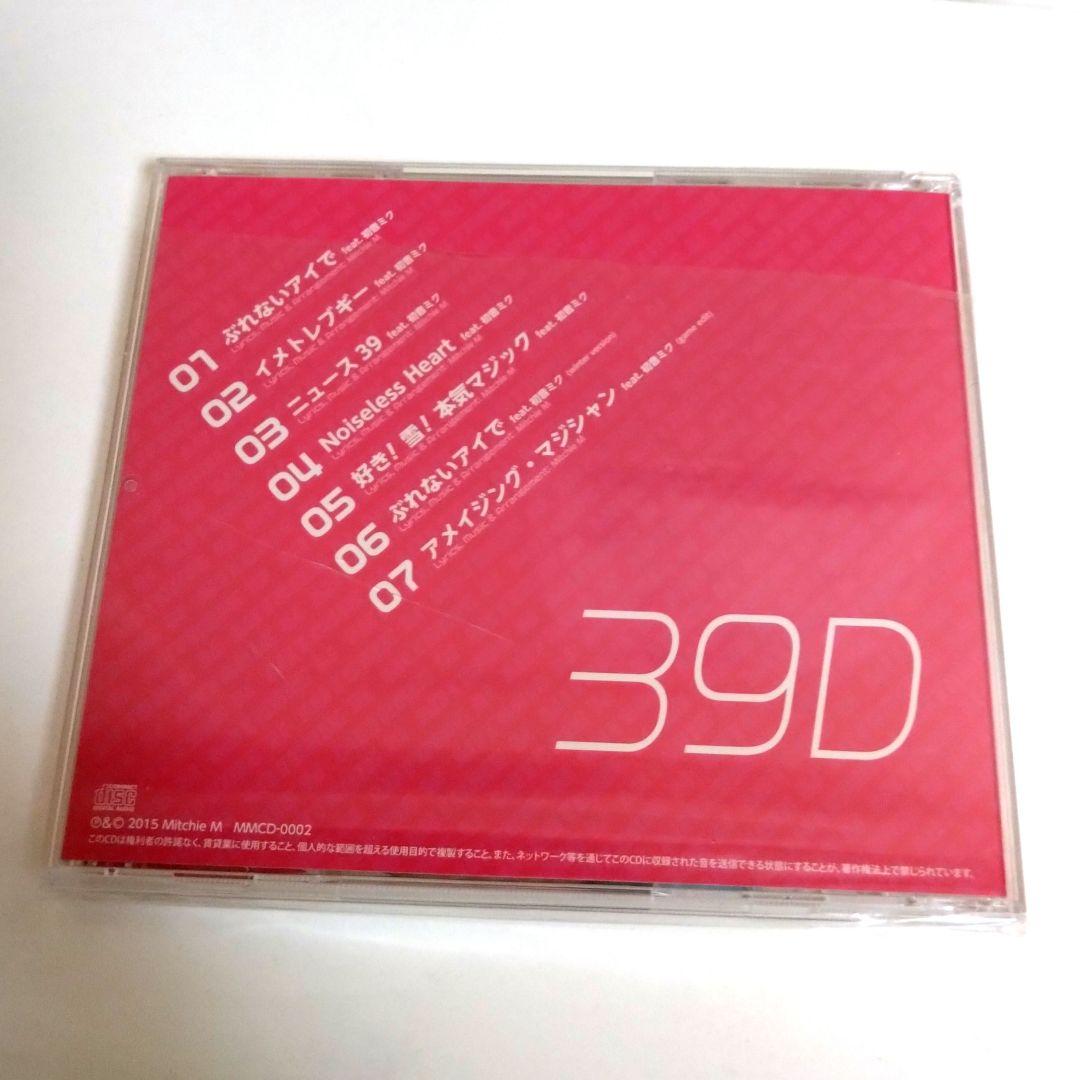 01 ぶれないアイで feat. 初音ミク
Lyrics, Music & Arrangement: Mitchie M
02 イメトレブギー feat. 初音ミク
Lyrics, Music & Arrangement: Mitchie M
03 ニュース 39 feat. 初音ミク
Lyrics, Music & Arrangement: Mitchie M
04 Noiseless Heart feat. 初音ミク
Lyrics, Music & Arrangement: Mitchie M
05 好き!雪!本気マジック feat. 初音ミク
Lyrics, Music & Arrangement: Mitchie M
06 ぶれないアイで feat. 初音ミク (winter version)
Lyrics, Music & Arrangement: Mitchie M
07 アメイジング・マジシャン feat. 初音ミク (game edit)
Lyrics, Music & Arrangement: Mitchie M
39D
COMPACT
disc
DIGITAL AUDIO
℗&© 2015 Mitchie M MMCD-0002
このCDは権利者の許諾なく、賃貸業に使用すること、個人的な範囲を超える使用目的で複製すること、また、ネットワーク等を通じてこのCDに収録された音を送信できる状態にすることが、著作権法上で禁じられています。